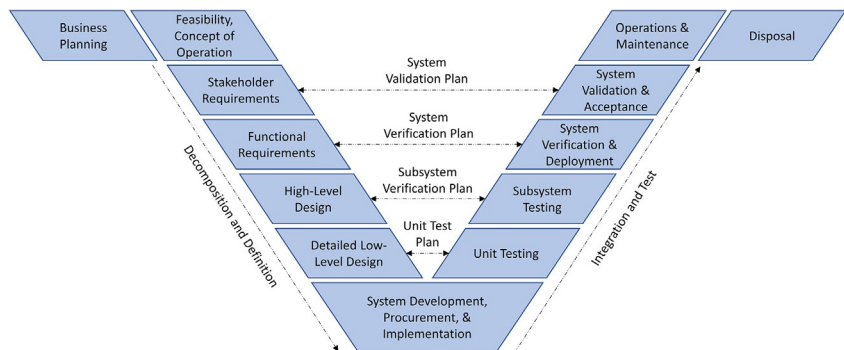 Business
Planning
Feasibility,
Concept of
Operation
Operations &
Maintenance
Disposal
Stakeholder
Requirements
System
Validation Plan
System
Validation &
Acceptance
Functional
Requirements
System
Verification Plan
System
Verification &
Deployment
High-Level
Design
Subsystem
Verification Plan
Subsystem
Testing
Detailed Low-
Level Design
Unit Test
Plan
Unit Testing
System Development,
Procurement, &
Implementation
Decomposition and Definition
Integration and Test